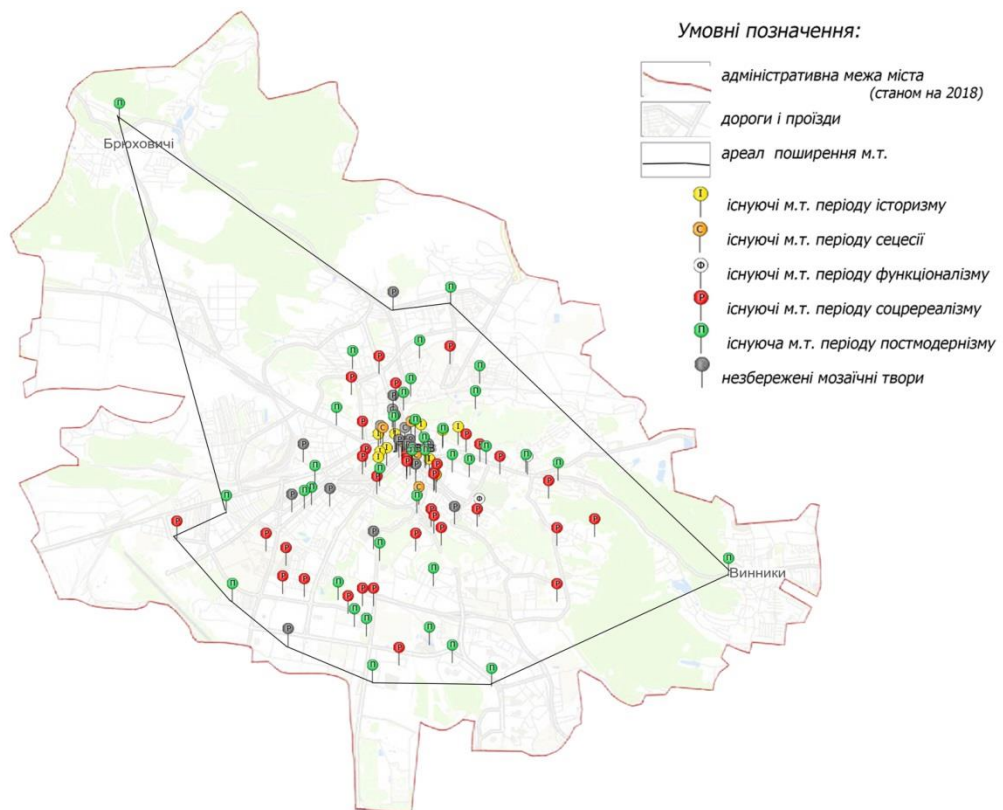 Умовні позначення:
адміністративна межа міста
(станом на 2018)
дороги і проїзди
ареал поширення м.т.
І
існуючі м.т. періоду історизму
С
існуючі м.т. періоду сецесії
Ф
існуючі м.т. періоду функціоналізму
Р
існуючі м.т. періоду соцререалізму
П
існуюча м.т. періоду постмодернізму
незбережені мозаїчні твори
Брюховичі
Винники